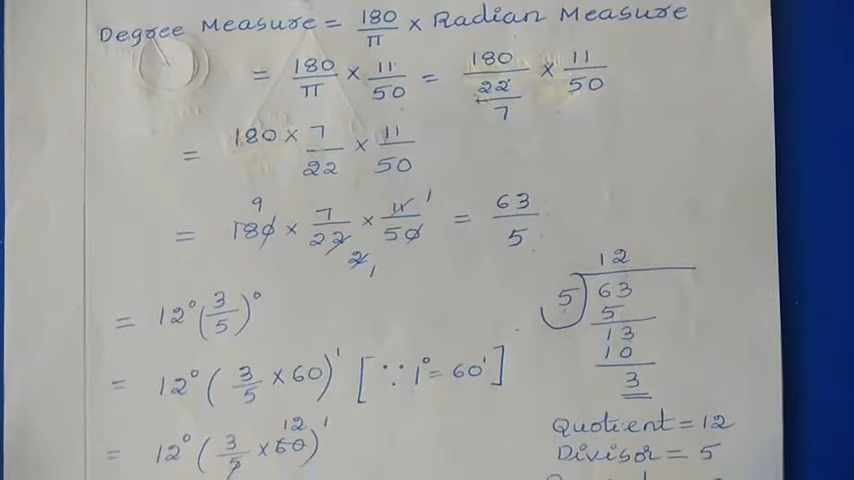 Degree Measure = 180/π × Radian Measure
= 180/π × 11/50 = 180/(22/7) × 11/50
= 180 × 7/22 × 11/50
= 180 9 × 7/22 2 1 × 11 1/50 = 63/5
= 12° (3/5)°
= 12° (3/5 × 60)' [∵ 1° = 60']
= 12° (3/5 × 60 12)'
12
5 63
5
13
10
3
Quotient = 12
Divisor = 5